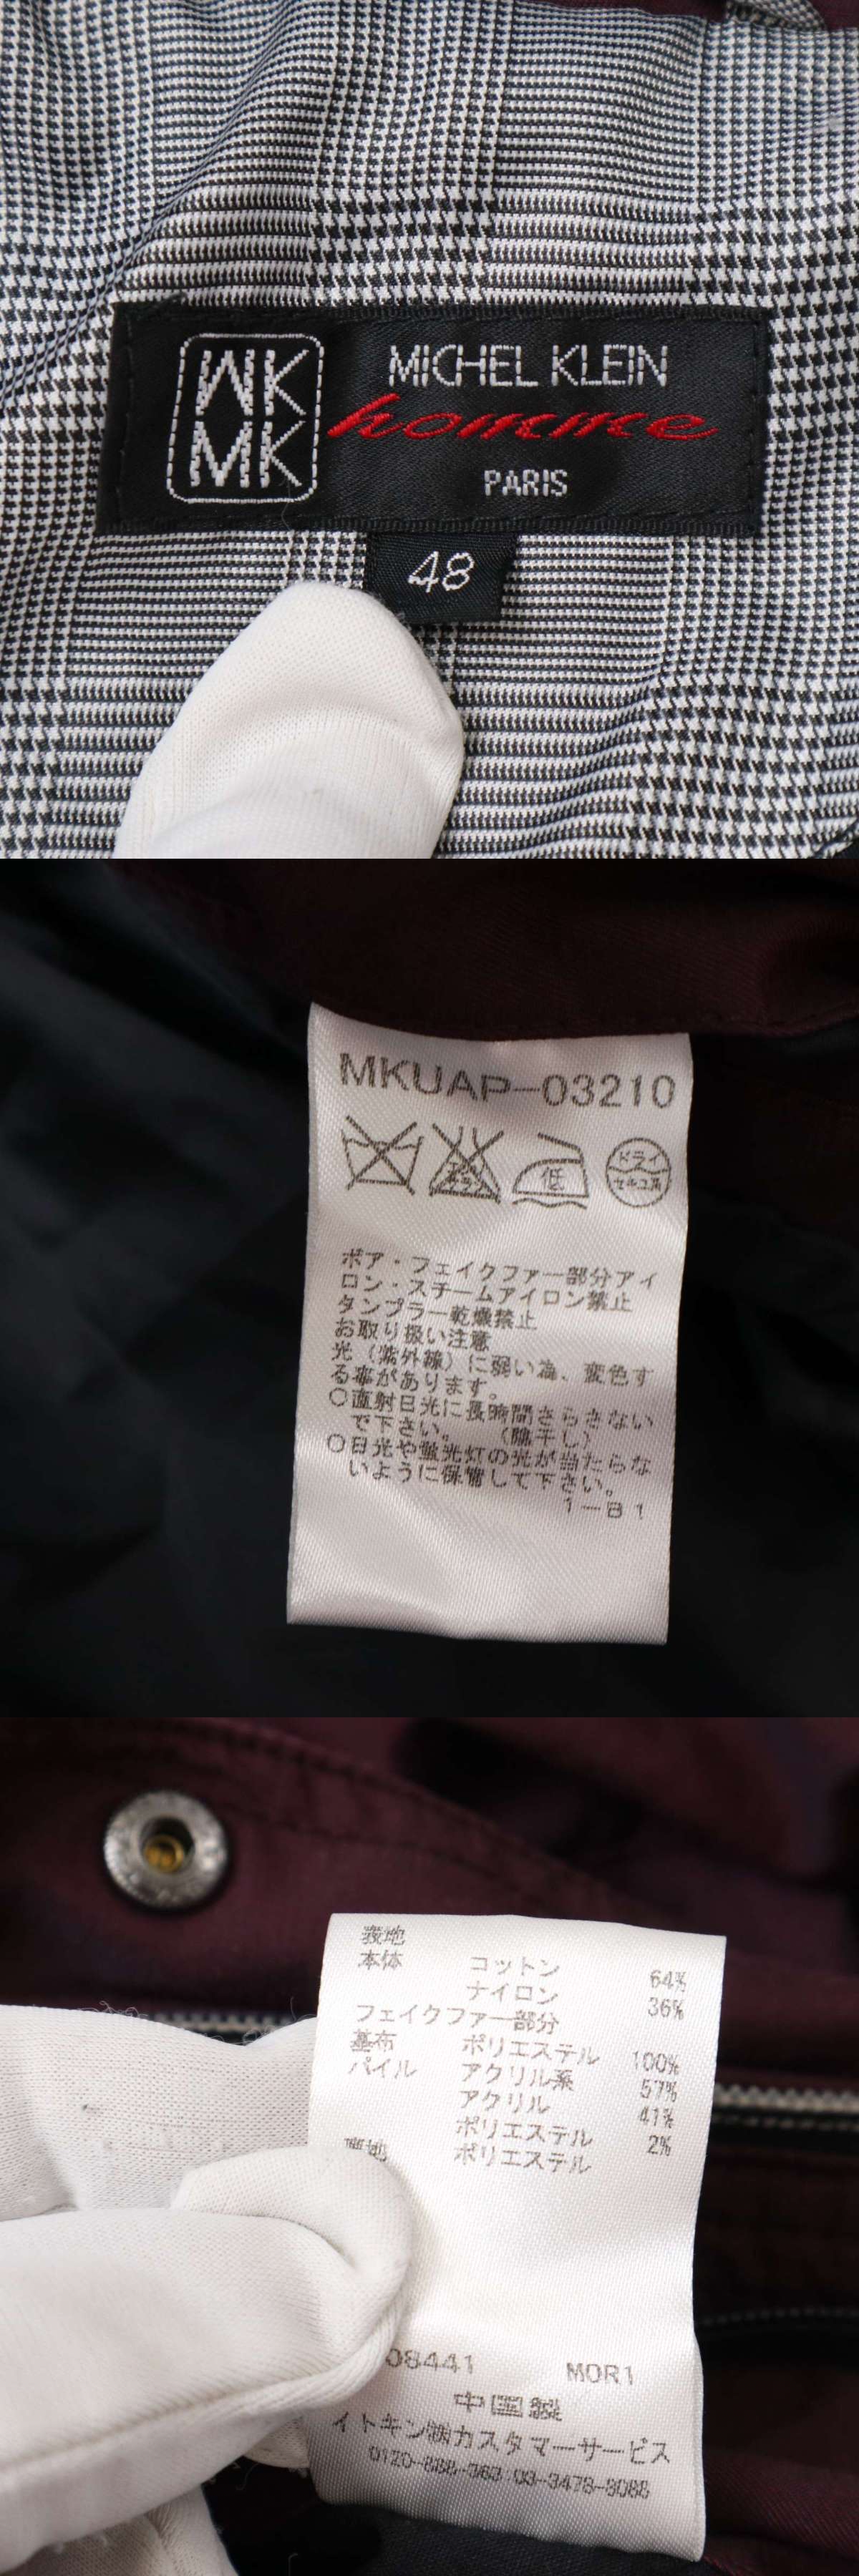 MK
MK
MICHEL KLEIN
homme
PARIS
48
MKUAP-03210
低
ドライ
セキユ系
ボア・フェイクファー部分アイ
ロン・スチームアイロン禁止
タンブラー乾燥禁止
お取り扱い注意
光（紫外線）に弱い為、変色す
る事があります。
○直射日光に長時間さらさない
で下さい。　（陰干し）
○日光や蛍光灯の光が当たらな
いように保管して下さい。
1-B1
表地
本体 コットン 64%
ナイロン 36%
フェイクファー部分
基布 ポリエステル 100%
パイル アクリル系 57%
アクリル 41%
ポリエステル 2%
裏地 ポリエステル
08441 MOR1
中国製
イトキン㈱カスタマーサービス
0120-888-363:03-3478-8088